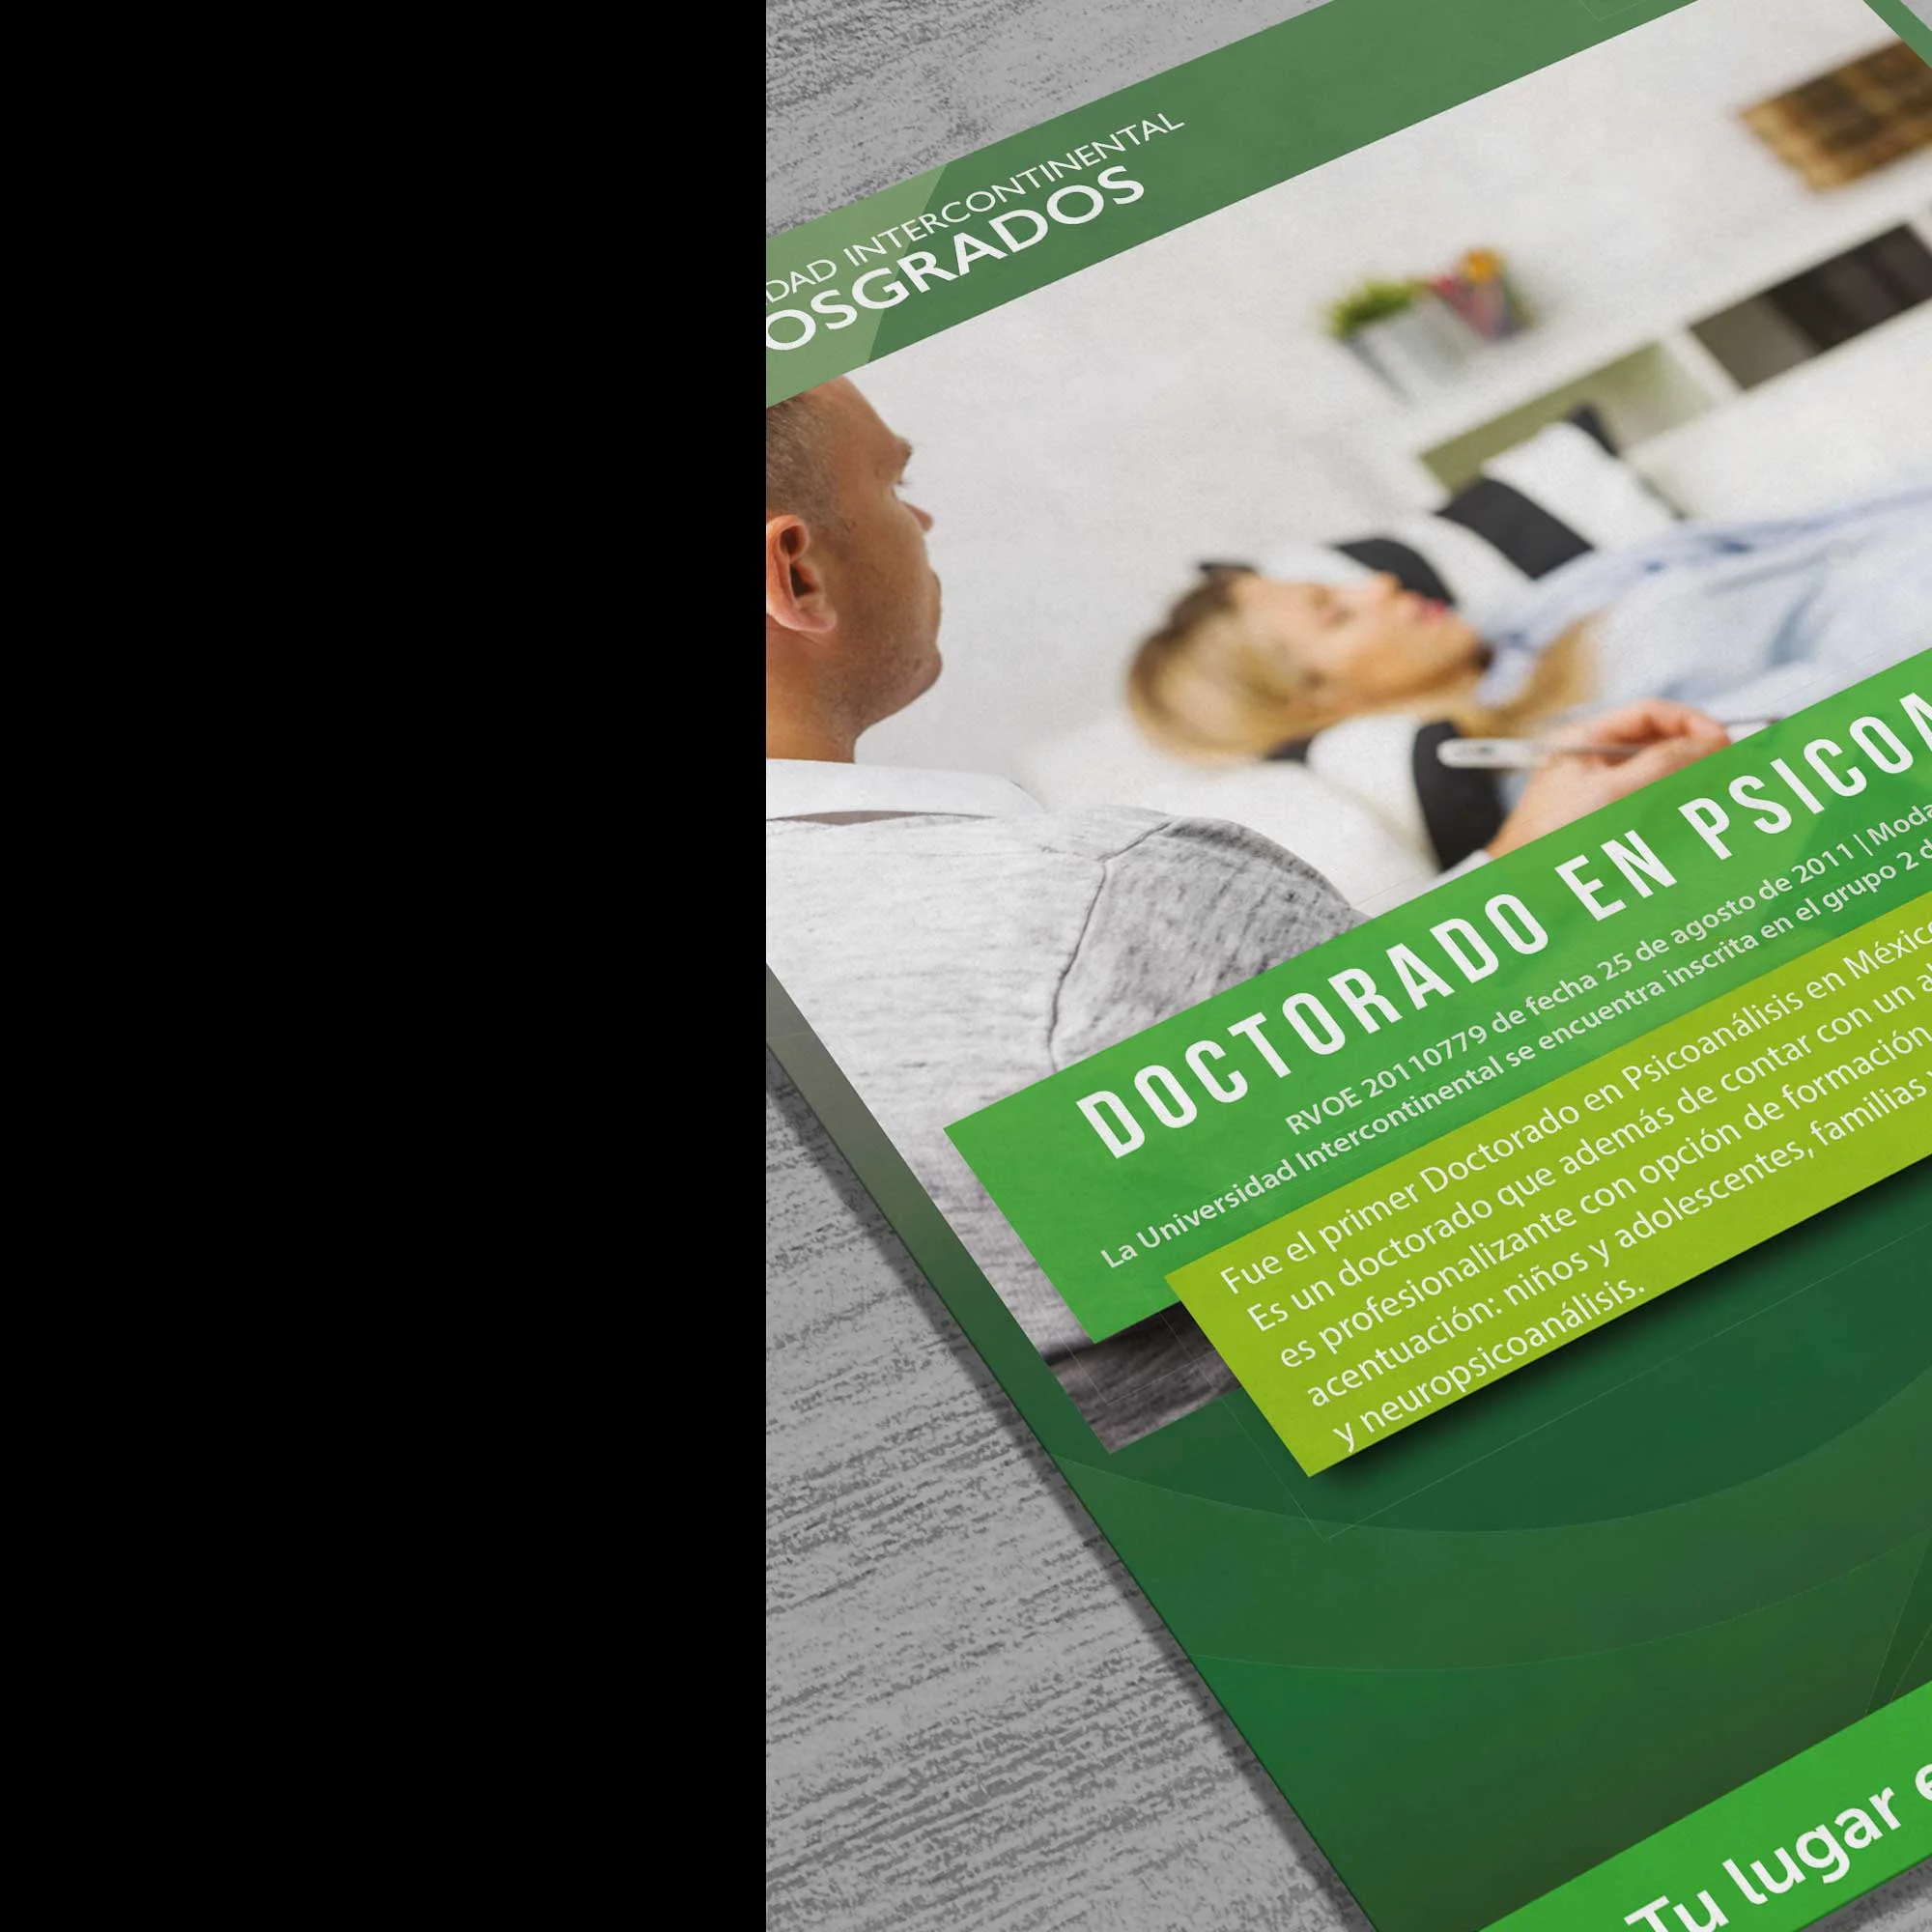 DAD INTERCONTINENTAL
OSGRADOS
DOCTORADO EN PSICOA
RVOE 20110779 de fecha 25 de agosto de 2011 | Moda
La Universidad Intercontinental se encuentra inscrita en el grupo 2 d
Fue el primer Doctorado en Psicoanálisis en México
Es un doctorado que además de contar con un al
es profesionalizante con opción de formación
acentuación: niños y adolescentes, familias y
y neuropsicoanálisis.
Tu lugar e